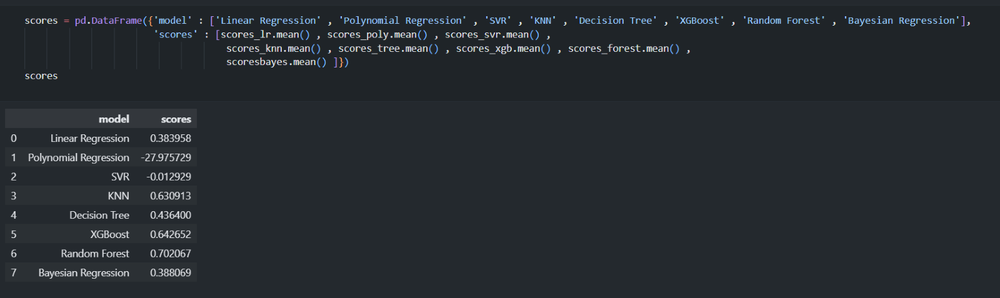 scores = pd.DataFrame({'model' : ['Linear Regression' , 'Polynomial Regression' , 'SVR' , 'KNN' , 'Decision Tree' , 'XGBoost' , 'Random Forest' , 'Bayesian Regression'],
'scores' : [scores_lr.mean() , scores_poly.mean() , scores_svr.mean() ,
scores_knn.mean() , scores_tree.mean() , scores_xgb.mean() , scores_forest.mean() ,
scoresbayes.mean() ]})
scores
model scores
0 Linear Regression 0.383958
1 Polynomial Regression -27.975729
2 SVR -0.012929
3 KNN 0.630913
4 Decision Tree 0.436400
5 XGBoost 0.642652
6 Random Forest 0.702067
7 Bayesian Regression 0.388069